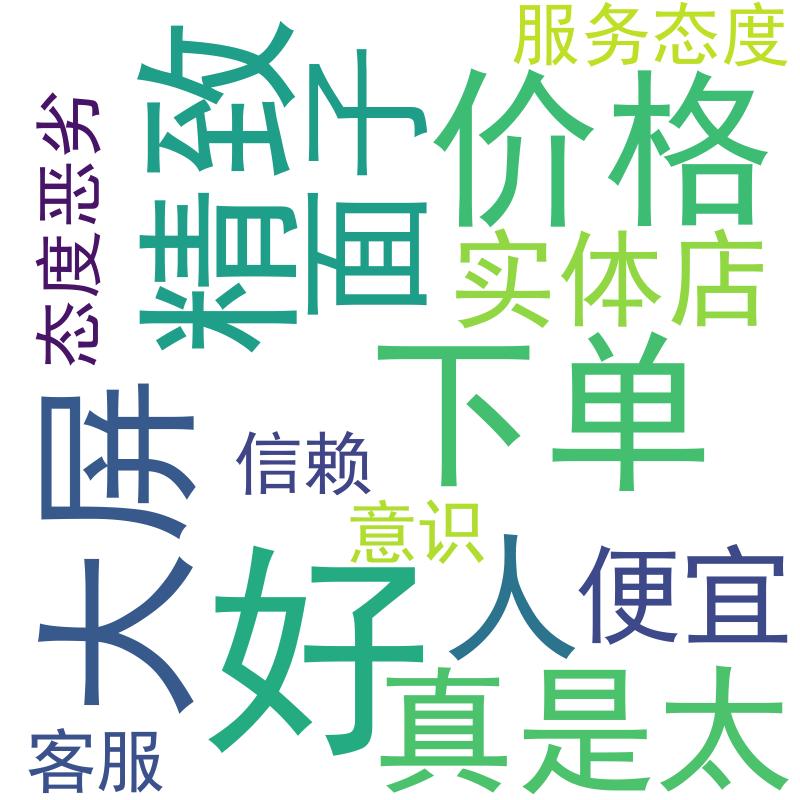 服务态度
价格
精致
面子
态度恶劣
实体店
下单
大屏
信赖
意识
好
人
便宜
真是太
客服